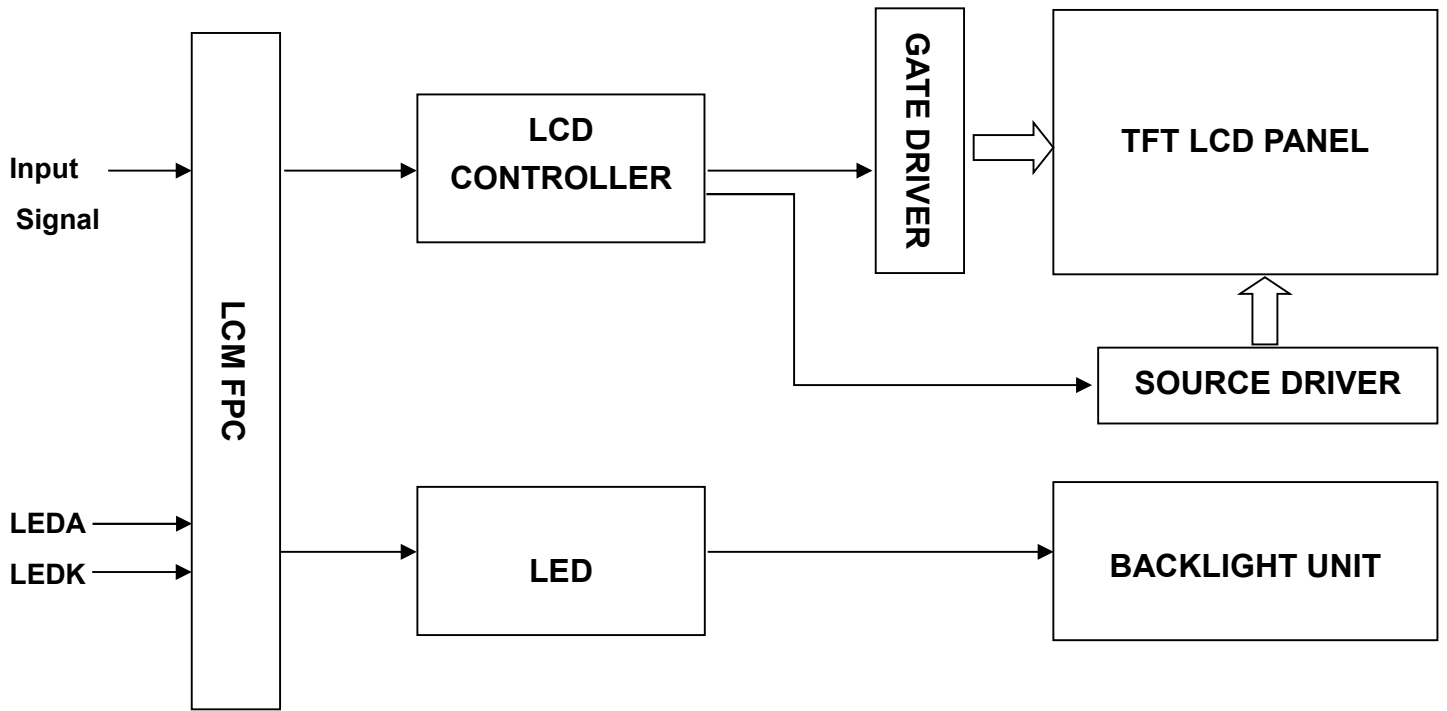 GATE DRIVER
LCD
CONTROLLER
TFT LCD PANEL
Input
Signal
LCM FPC
SOURCE DRIVER
LEDA
LEDK
LED
BACKLIGHT UNIT